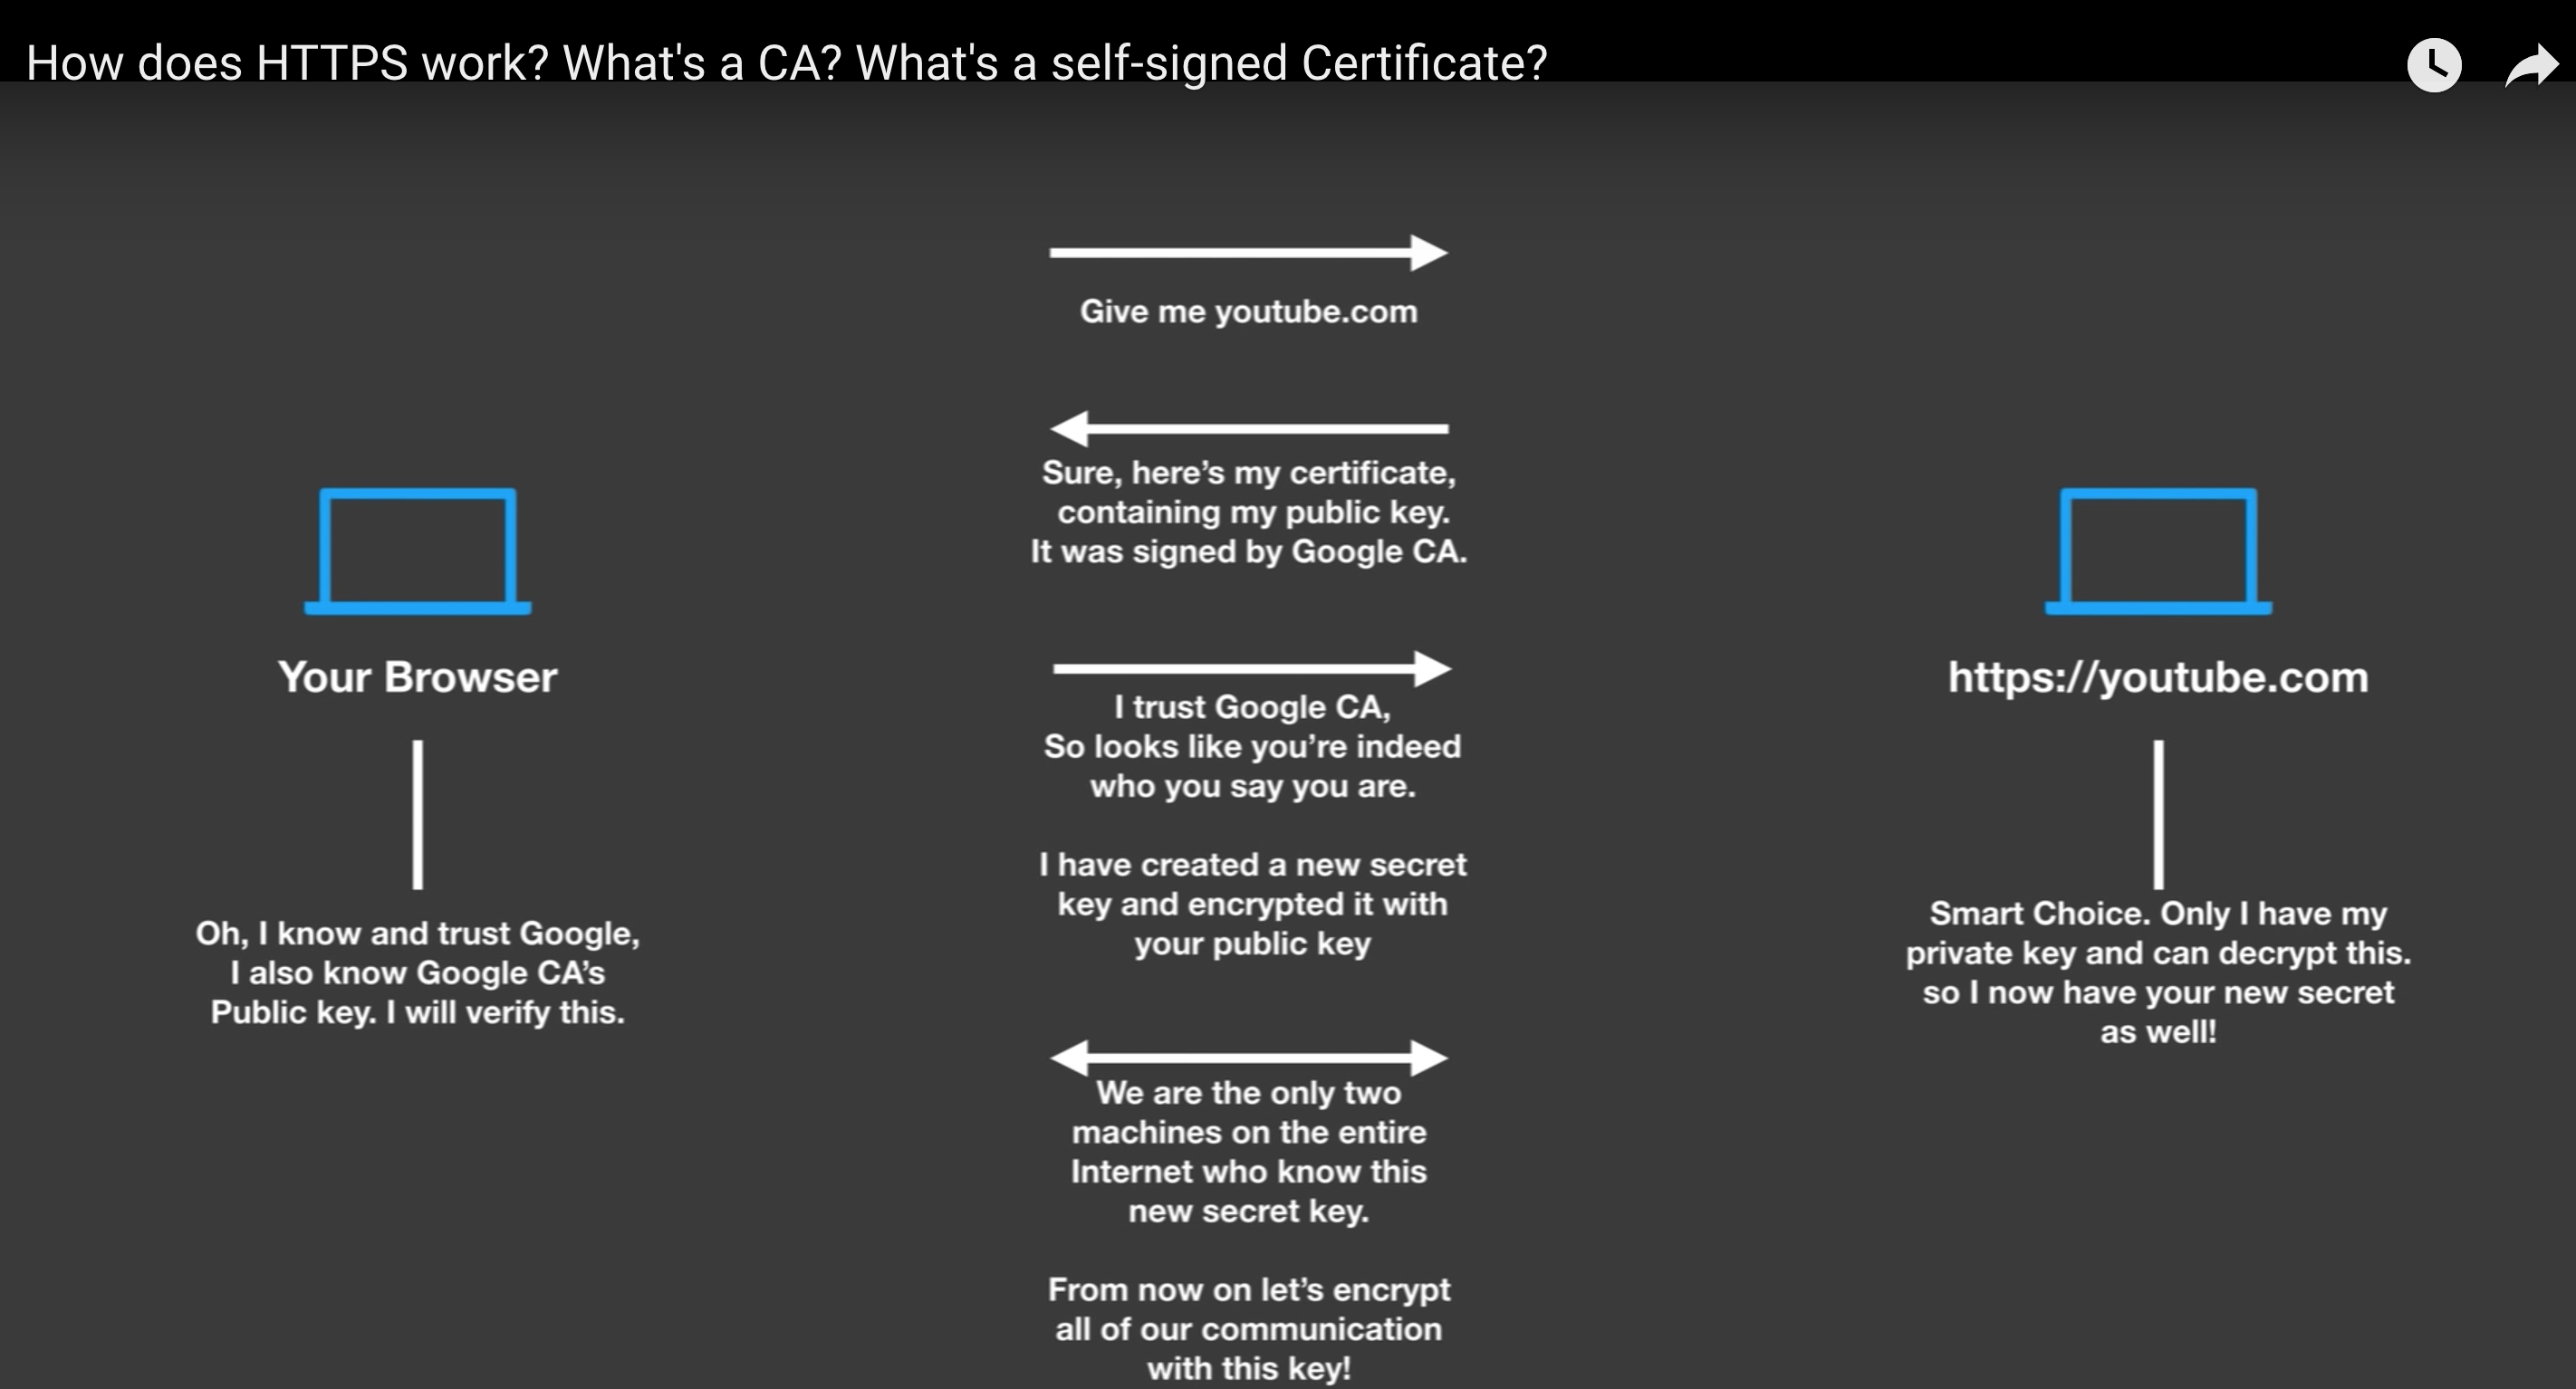 How does HTTPS work? What's a CA? What's a self-signed Certificate?
Give me youtube.com
Sure, here’s my certificate,
containing my public key.
It was signed by Google CA.
Your Browser
https://youtube.com
I trust Google CA,
So looks like you’re indeed
who you say you are.
I have created a new secret
key and encrypted it with
your public key
Oh, I know and trust Google,
I also know Google CA’s
Public key. I will verify this.
Smart Choice. Only I have my
private key and can decrypt this.
so I now have your new secret
as well!
We are the only two
machines on the entire
Internet who know this
new secret key.
From now on let’s encrypt
all of our communication
with this key!